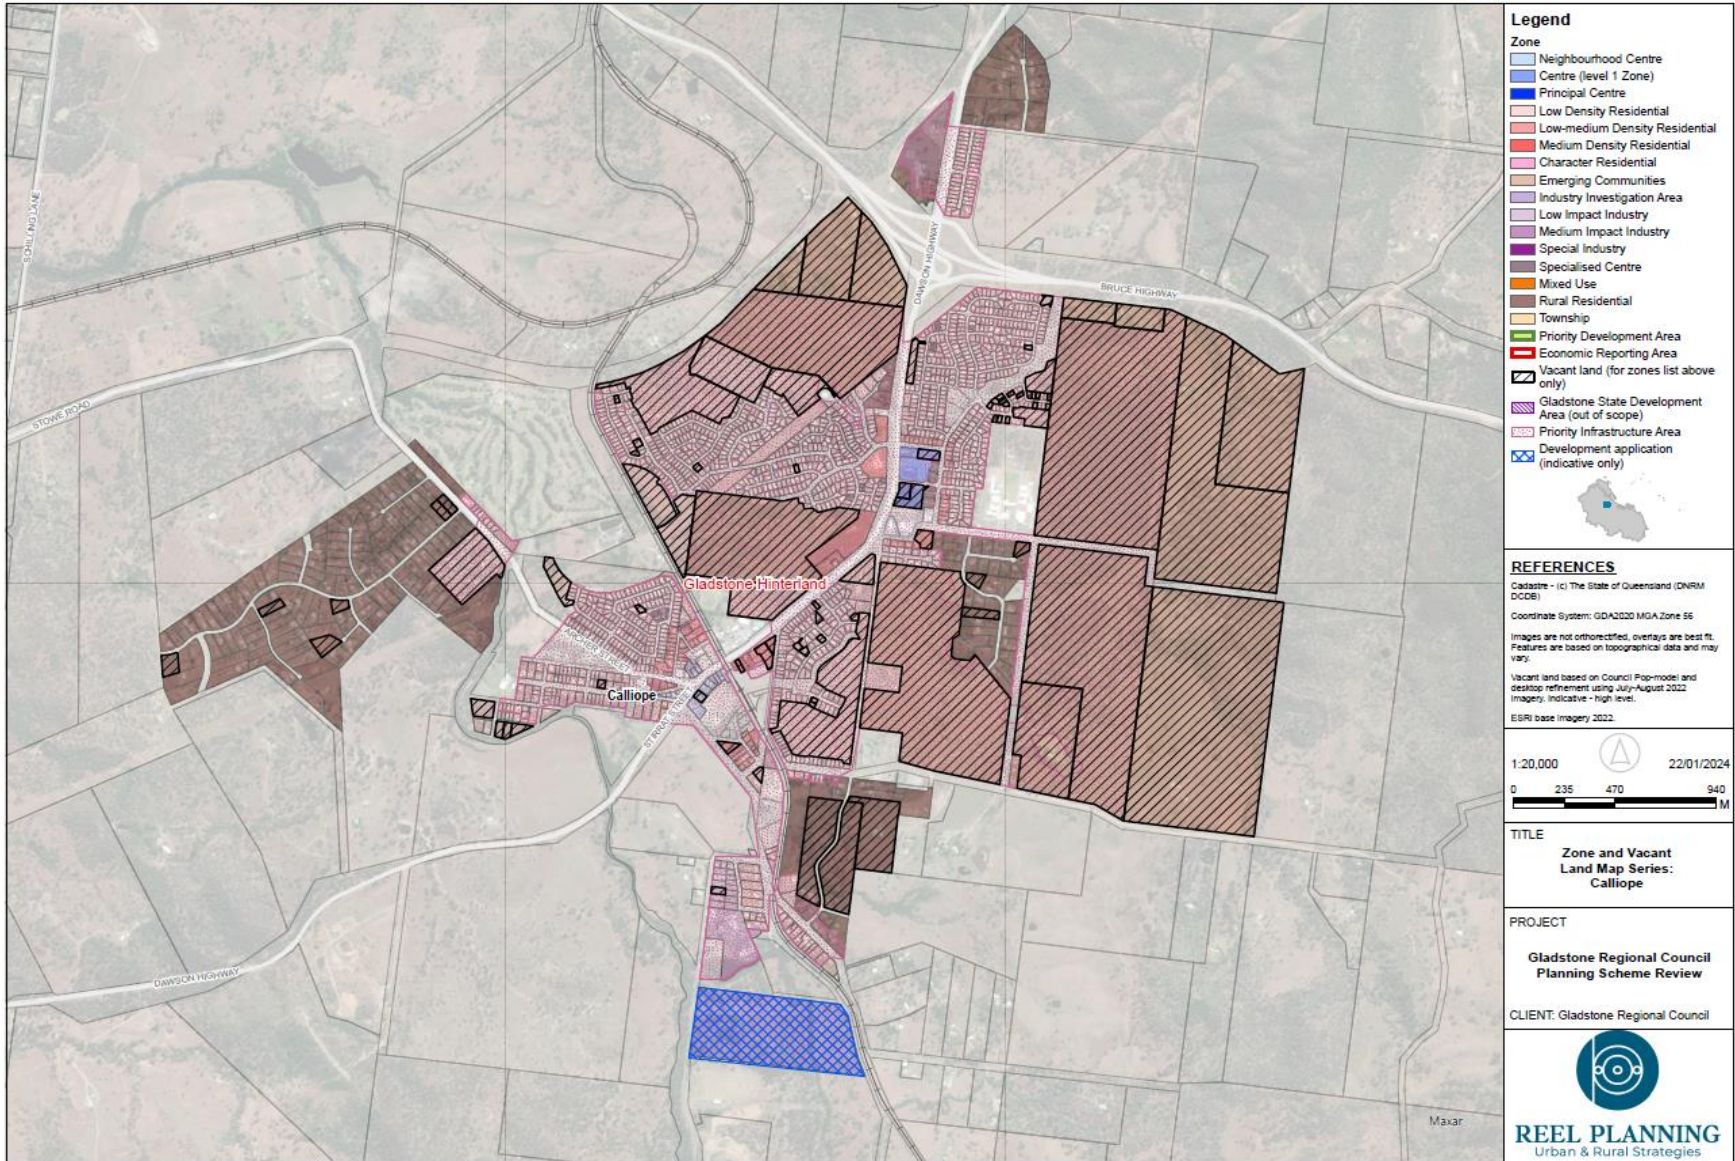 SCHILLING LANE
STOWE ROAD
DAWSON HIGHWAY
BRUCE HIGHWAY
Gladstone Hinterland
ARCHER STREET
Calliope
STIRRAT STREET
DAWSON HIGHWAY
Maxar
Legend
Zone
Neighbourhood Centre
Centre (level 1 Zone)
Principal Centre
Low Density Residential
Low-medium Density Residential
Medium Density Residential
Character Residential
Emerging Communities
Industry Investigation Area
Low Impact Industry
Medium Impact Industry
Special Industry
Specialised Centre
Mixed Use
Rural Residential
Township
Priority Development Area
Economic Reporting Area
Vacant land (for zones list above
only)
Gladstone State Development
Area (out of scope)
Priority Infrastructure Area
Development application
(indicative only)
REFERENCES
Cadastre - (c) The State of Queensland (DNRM
DCDB)
Coordinate System: GDA2020 MGA Zone 56
Images are not orthorectified, overlays are best fit.
Features are based on topographical data and may
vary.
Vacant land based on Council Pop-model and
desktop refinement using July-August 2022
Imagery. Indicative - high level.
ESRI base Imagery 2022.
1:20,000
22/01/2024
0 235 470 940
M
TITLE
Zone and Vacant
Land Map Series:
Calliope
PROJECT
Gladstone Regional Council
Planning Scheme Review
CLIENT: Gladstone Regional Council
REEL PLANNING
Urban & Rural Strategies